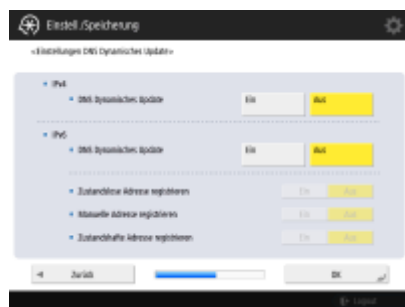 Einstell./Speicherung
<Einstellungen DNS Dynamisches Update>
IPv4
DNS Dynamisches Update Ein Aus
IPv6
DNS Dynamisches Update Ein Aus
Zustandslose Adresse registrieren Ein Aus
Manuelle Adresse registrieren Ein Aus
Zustandshafte Adresse registrieren Ein Aus
Zurück OK
Logout